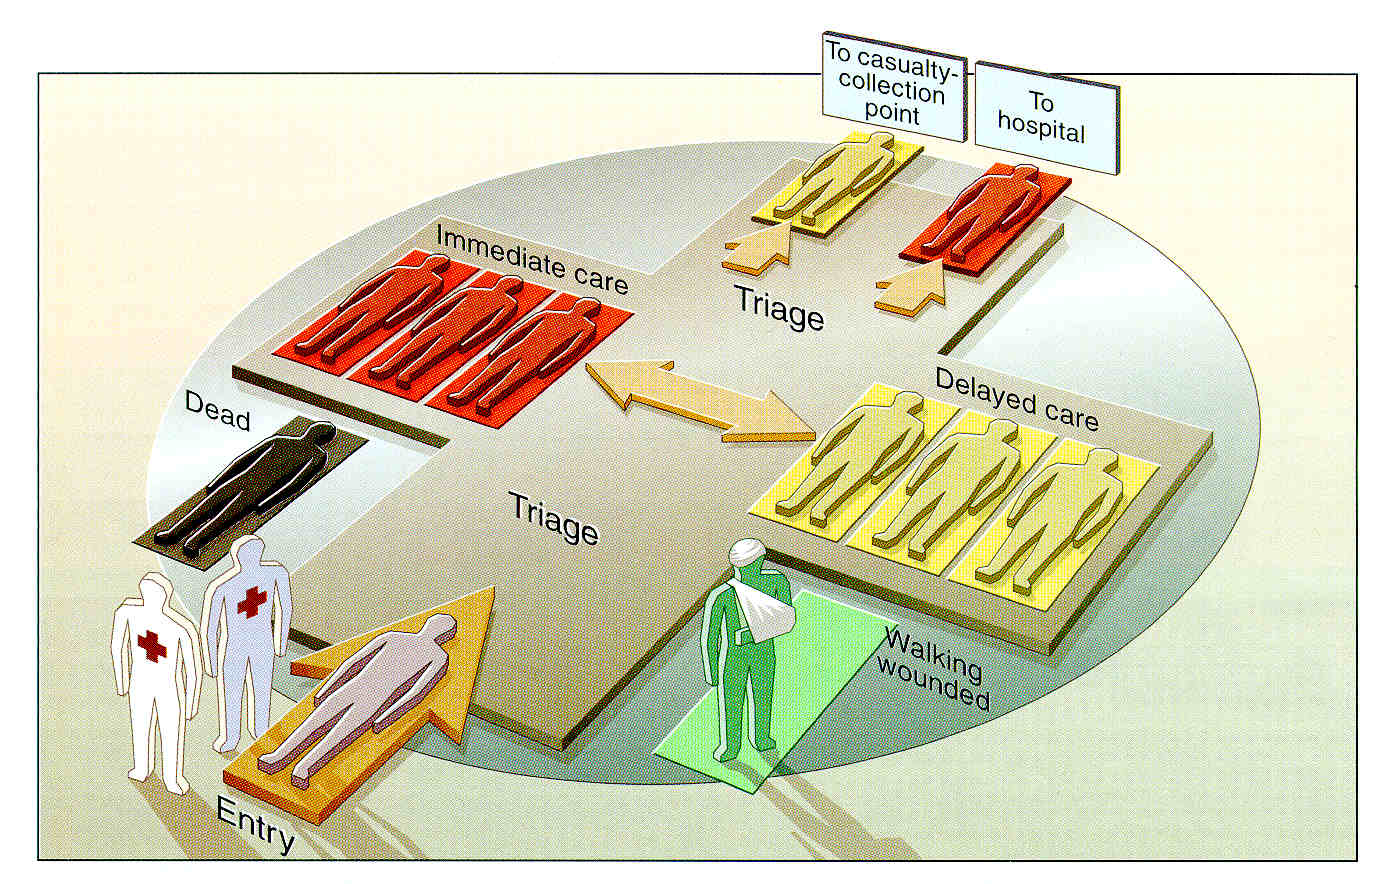 To casualty-
collection
point
To
hospital
Immediate care
Triage
Delayed care
Dead
Triage
Walking
wounded
Entry